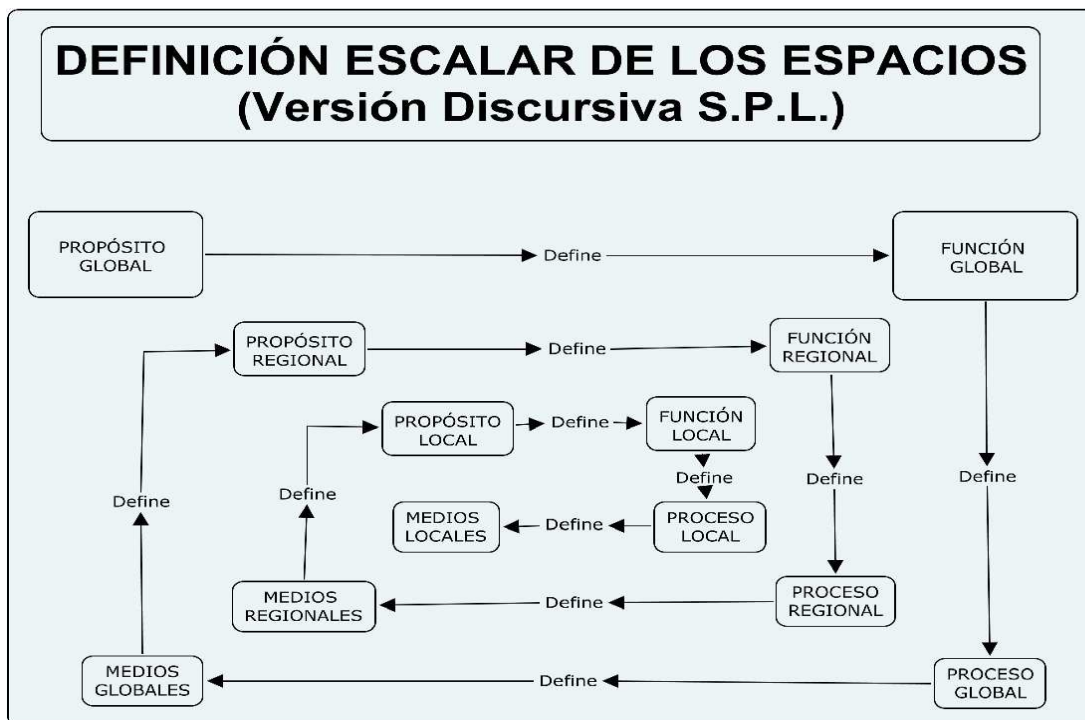 DEFINICIÓN ESCALAR DE LOS ESPACIOS
(Versión Discursiva S.P.L.)
PROPÓSITO
GLOBAL
Define
FUNCIÓN
GLOBAL
PROPÓSITO
REGIONAL
Define
FUNCIÓN
REGIONAL
PROPÓSITO
LOCAL
Define
FUNCIÓN
LOCAL
Define
Define
Define
Define
Define
MEDIOS
LOCALES
Define
PROCESO
LOCAL
MEDIOS
REGIONALES
Define
PROCESO
REGIONAL
MEDIOS
GLOBALES
Define
PROCESO
GLOBAL